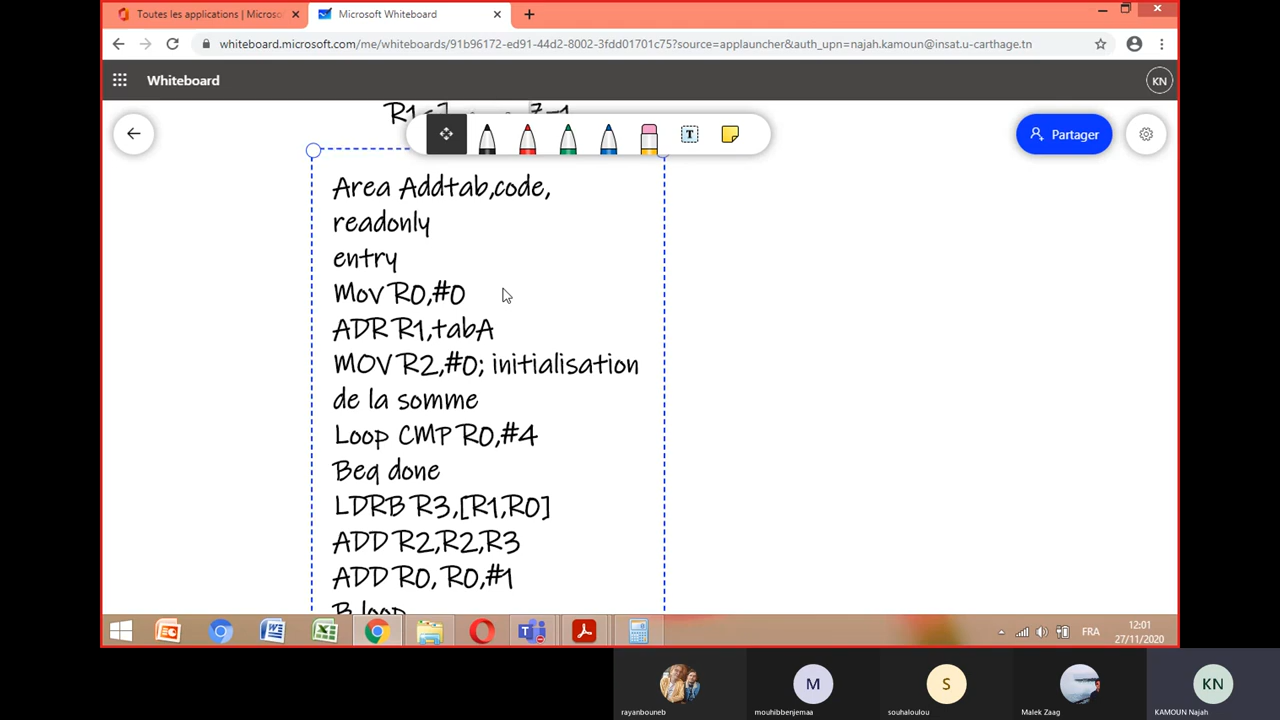 Toutes les applications | Microso
Microsoft Whiteboard
whiteboard.microsoft.com/me/whiteboards/91b96172-ed91-44d2-8002-3fdd01701c75?source=applauncher&auth_upn=najah.kamoun@insat.u-carthage.tn
Whiteboard
KN
Partager
Area Addtab,code,
readonly
entry
Mov R0,#0
ADR R1,tabA
MOV R2,#0; initialisation
de la somme
Loop CMP R0,#4
Beq done
LDRB R3,[R1,R0]
ADD R2,R2,R3
ADD R0, R0,#1
B loop
FRA
12:01
27/11/2020
M
S
KN
rayanbouneb
mouhibbenjemaa
souhaloulou
Malek Zaag
KAMOUN Najah